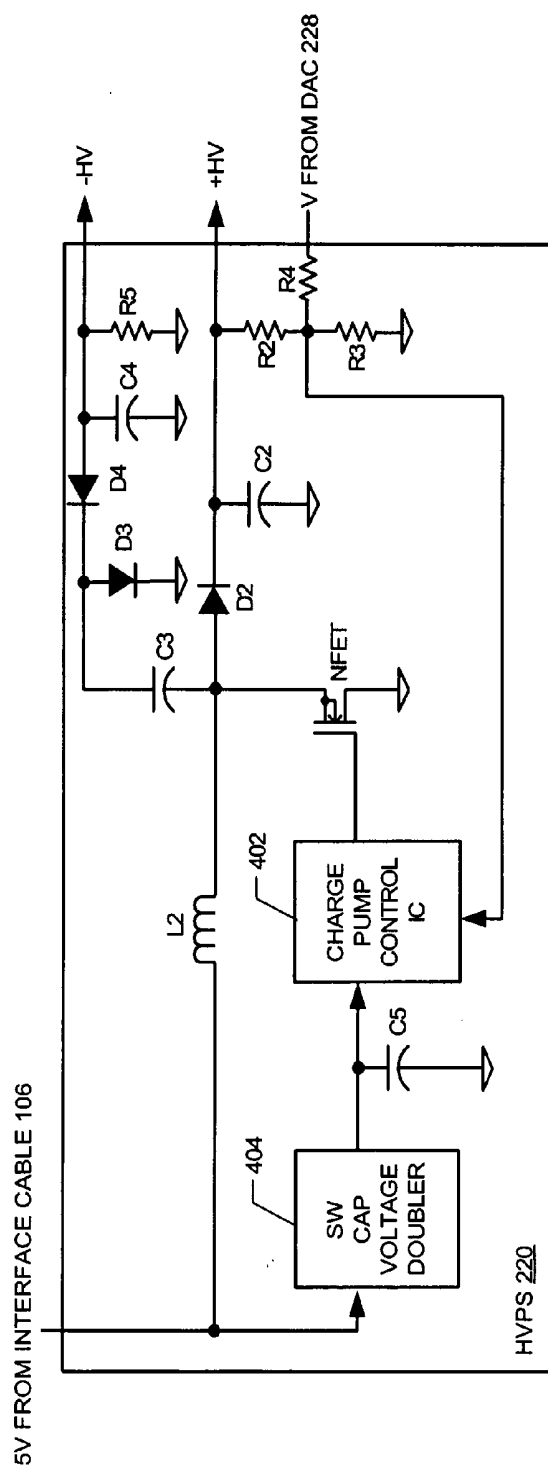 5V FROM INTERFACE CABLE 106
-HV
+HV
V FROM DAC 228
R5
C4
D4
D3
R4
R2
R3
C2
D2
C3
NFET
L2
402
CHARGE
PUMP
CONTROL
IC
C5
404
SW
CAP
VOLTAGE
DOUBLER
HVPS 220